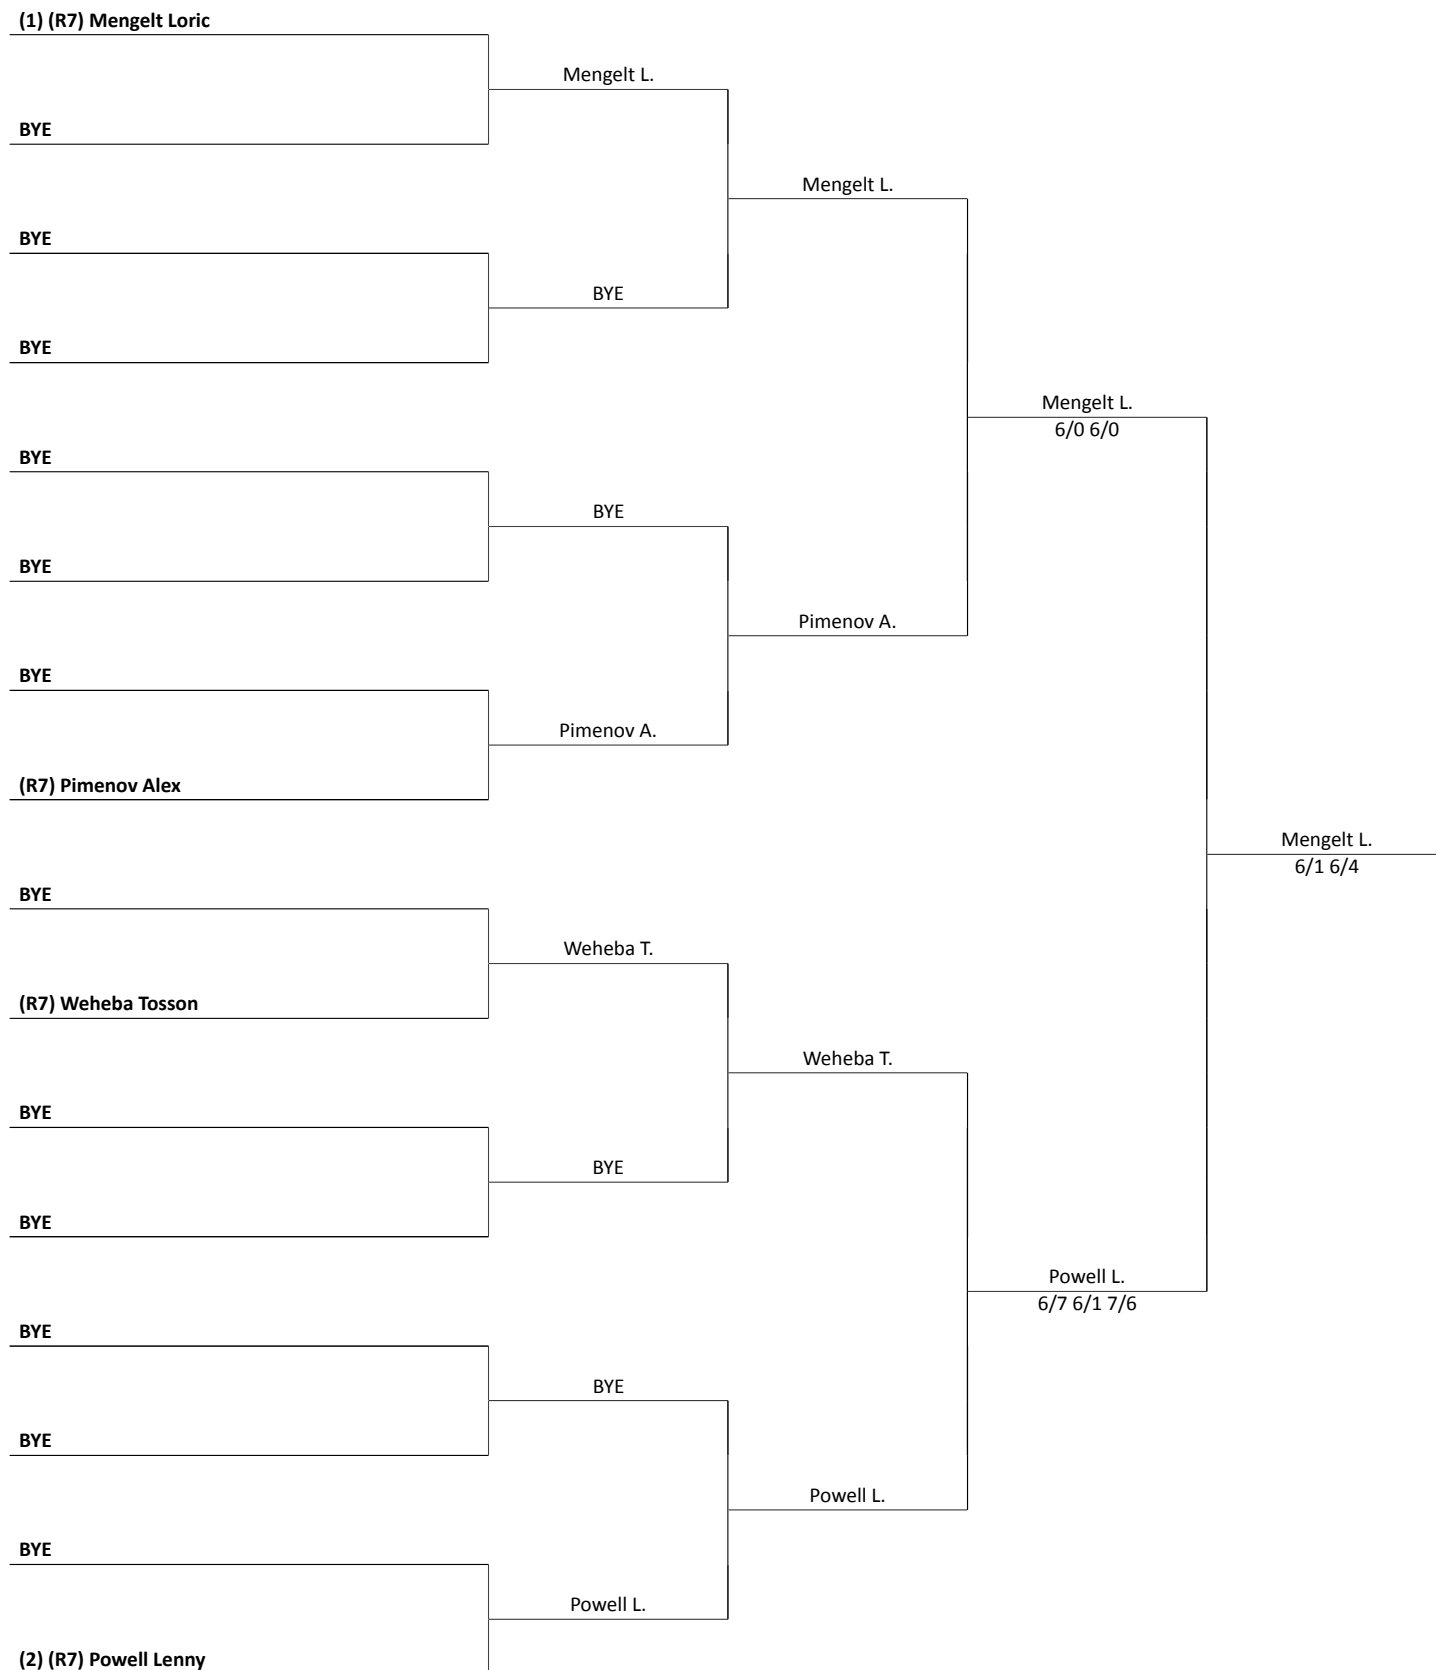 (1) (R7) Mengelt Loric
Mengelt L.
BYE
Mengelt L.
BYE
BYE
BYE
Mengelt L.
6/0 6/0
BYE
BYE
BYE
Pimenov A.
BYE
Pimenov A.
(R7) Pimenov Alex
Mengelt L.
6/1 6/4
BYE
Weheba T.
(R7) Weheba Tosson
Weheba T.
BYE
BYE
BYE
Powell L.
6/7 6/1 7/6
BYE
BYE
BYE
Powell L.
BYE
Powell L.
(2) (R7) Powell Lenny